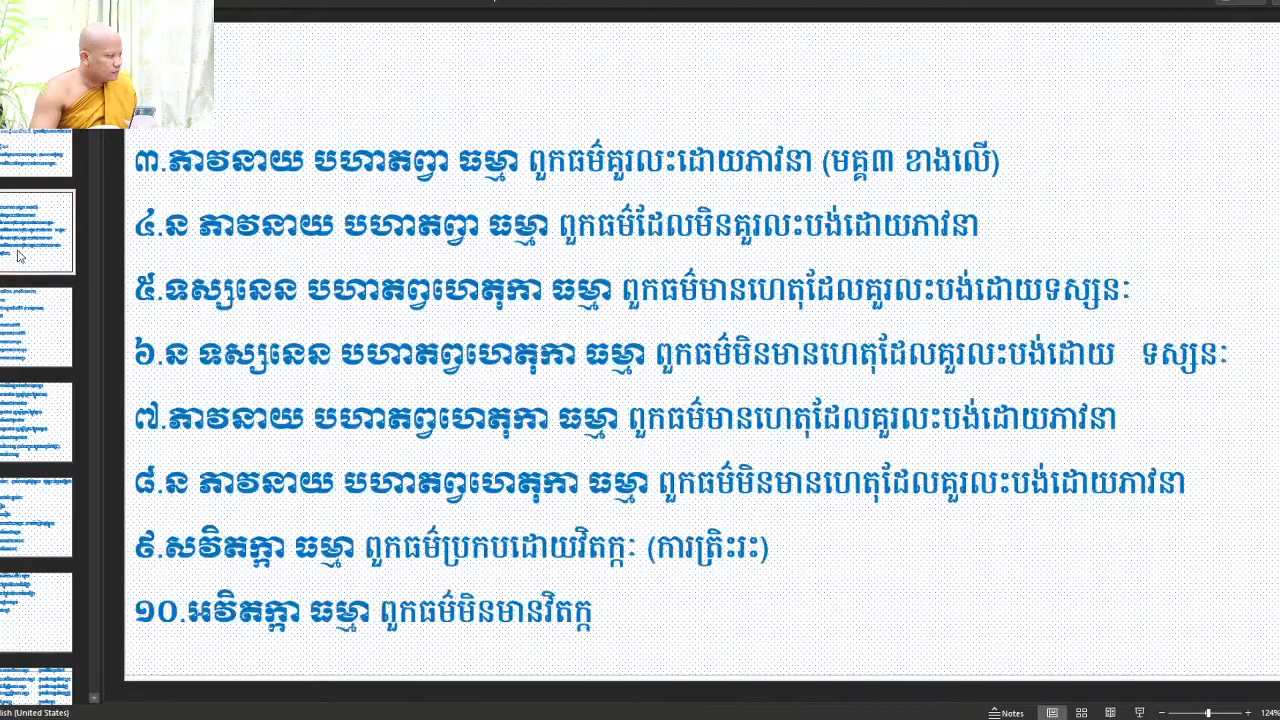 ៣.ភាវនាយ បហាតព្វា ធម្មា ពួកធម៌គួរលះដោយភាវនា (មគ្គ៣ ខាងលើ)
៤.ន ភាវនាយ បហាតព្វា ធម្មា ពួកធម៌ដែលមិនគួរលះបង់ដោយភាវនា
៥.ទស្សនេន បហាតព្វហេតុកា ធម្មា ពួកធម៌មានហេតុដែលគួរលះបង់ដោយទស្សនៈ
៦.ន ទស្សនេន បហាតព្វហេតុកា ធម្មា ពួកធម៌មិនមានហេតុដែលគួរលះបង់ដោយ ទស្សនៈ
៧.ភាវនាយ បហាតព្វហេតុកា ធម្មា ពួកធម៌មានហេតុដែលគួរលះបង់ដោយភាវនា
៨.ន ភាវនាយ បហាតព្វហេតុកា ធម្មា ពួកធម៌មិនមានហេតុដែលគួរលះបង់ដោយភាវនា
៩.សវិតក្កា ធម្មា ពួកធម៌ប្រកបដោយវិតក្កៈ (ការត្រិះរិះ)
១០.អវិតក្កា ធម្មា ពួកធម៌មិនមានវិតក្ក
(United States)
Notes
124%